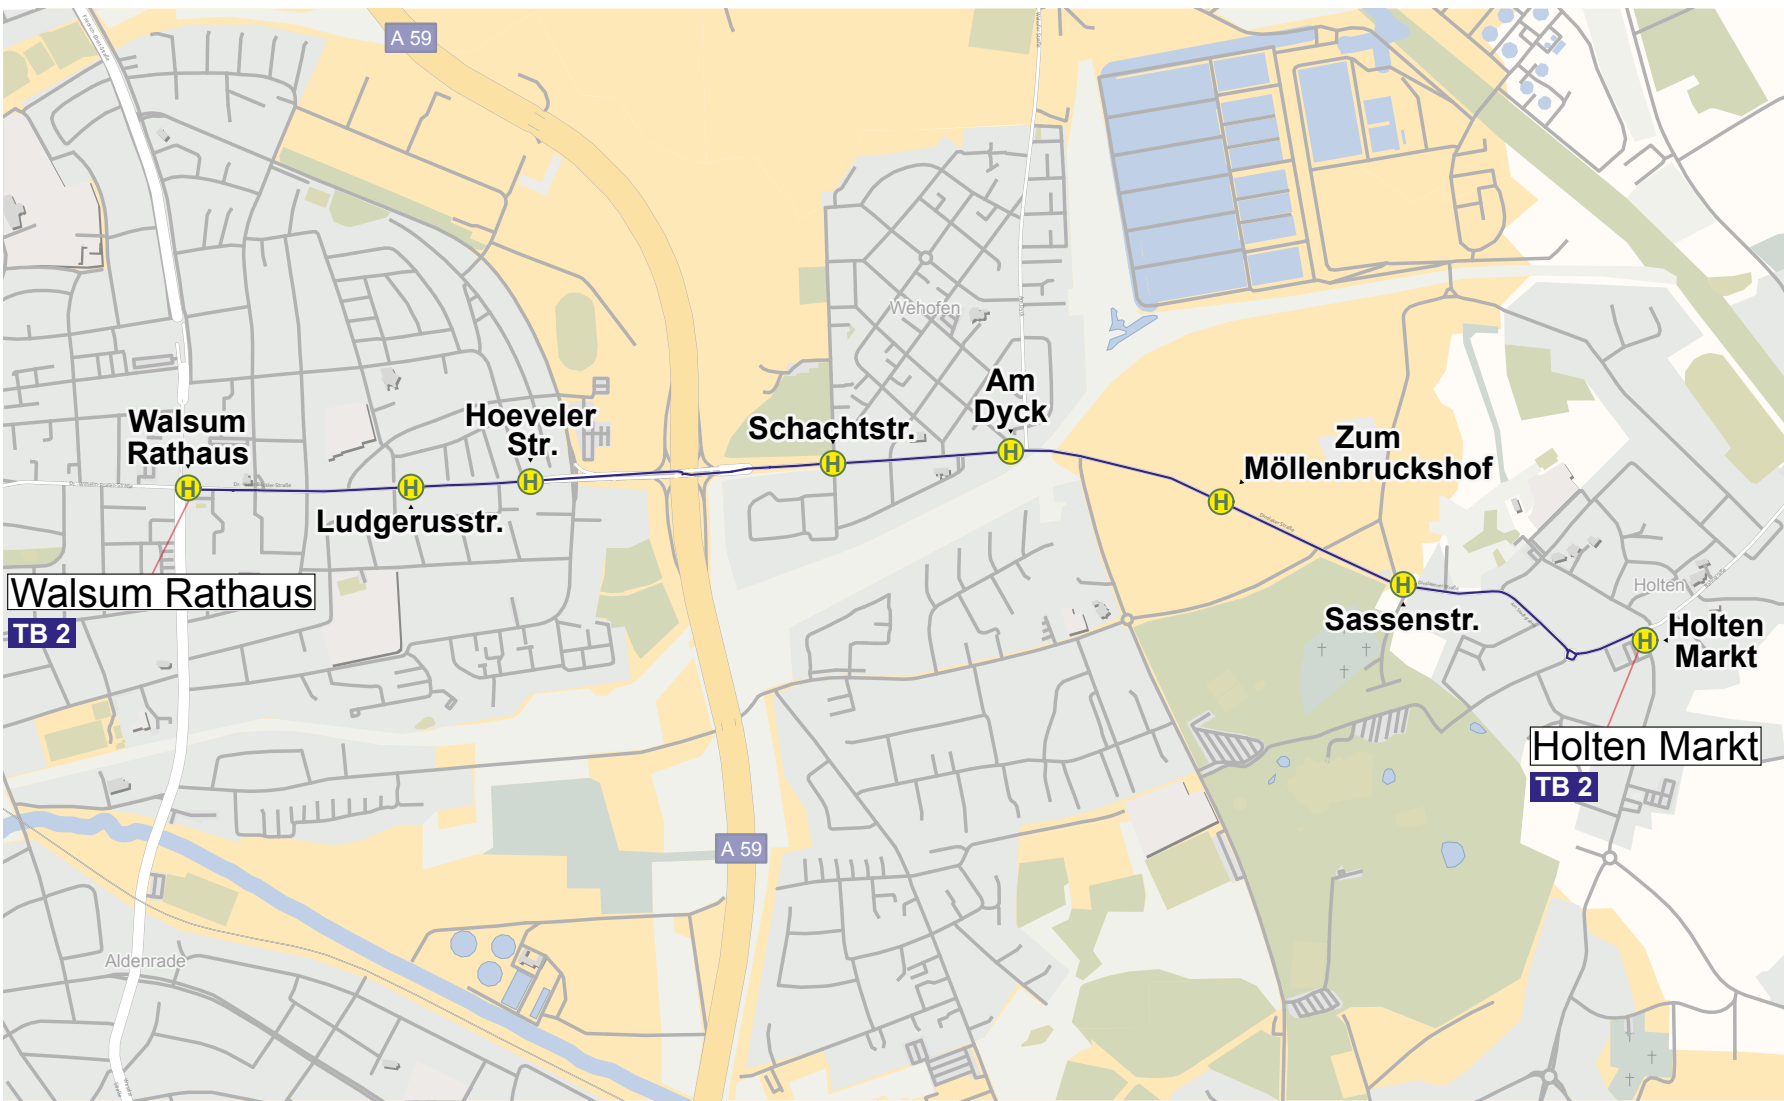 A 59
Wehofen
Am
Dyck
Hoeveler
Str.
Walsum
Rathaus
Schachtstr.
Zum
Möllenbruckshof
H
H
H
H
H
H
H
H
Ludgerusstr.
Walsum Rathaus
TB 2
Sassenstr.
Holten
Holten
Markt
Holten Markt
TB 2
A 59
Aldenrade